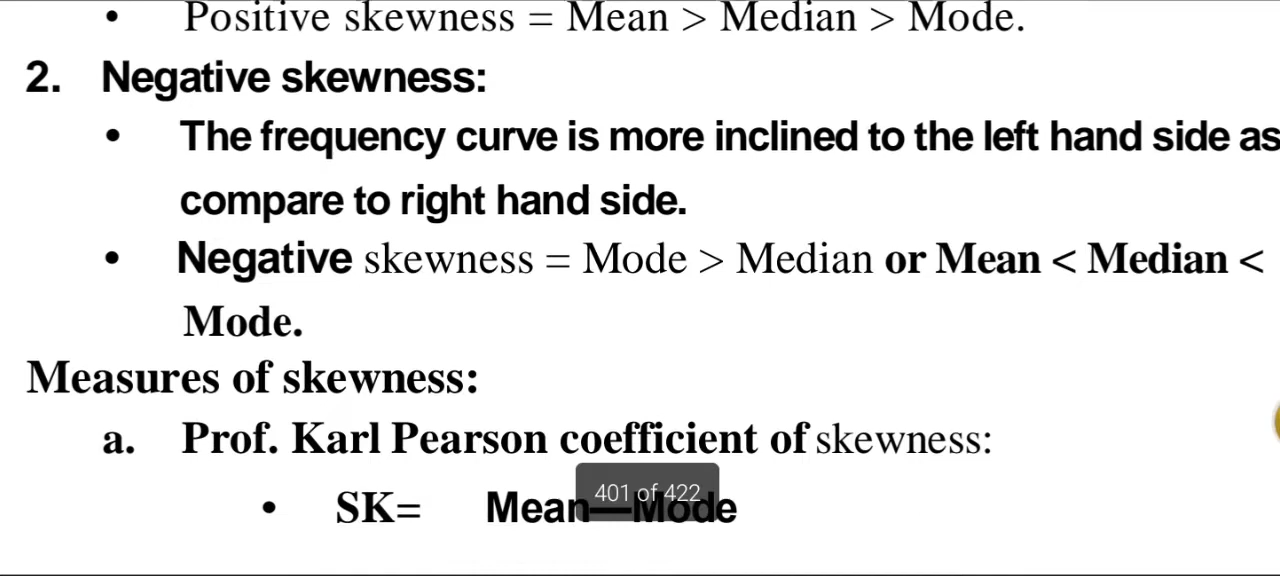 • Positive skewness = Mean > Median > Mode.
2. Negative skewness:
• The frequency curve is more inclined to the left hand side as
compare to right hand side.
• Negative skewness = Mode > Median or Mean < Median <
Mode.
Measures of skewness:
a. Prof. Karl Pearson coefficient of skewness:
401 of 422
• SK= Mean—Mode